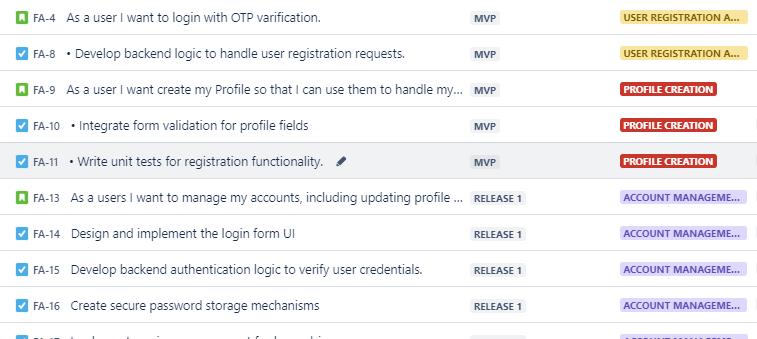 FA-4 As a user I want to login with OTP varification. MVP USER REGISTRATION A...
FA-8 • Develop backend logic to handle user registration requests. MVP USER REGISTRATION A...
FA-9 As a user I want create my Profile so that I can use them to handle my... MVP PROFILE CREATION
FA-10 • Integrate form validation for profile fields MVP PROFILE CREATION
FA-11 • Write unit tests for registration functionality. MVP PROFILE CREATION
FA-13 As a users I want to manage my accounts, including updating profile ... RELEASE 1 ACCOUNT MANAGEME...
FA-14 Design and implement the login form UI RELEASE 1 ACCOUNT MANAGEME...
FA-15 Develop backend authentication logic to verify user credentials. RELEASE 1 ACCOUNT MANAGEME...
FA-16 Create secure password storage mechanisms RELEASE 1 ACCOUNT MANAGEME...